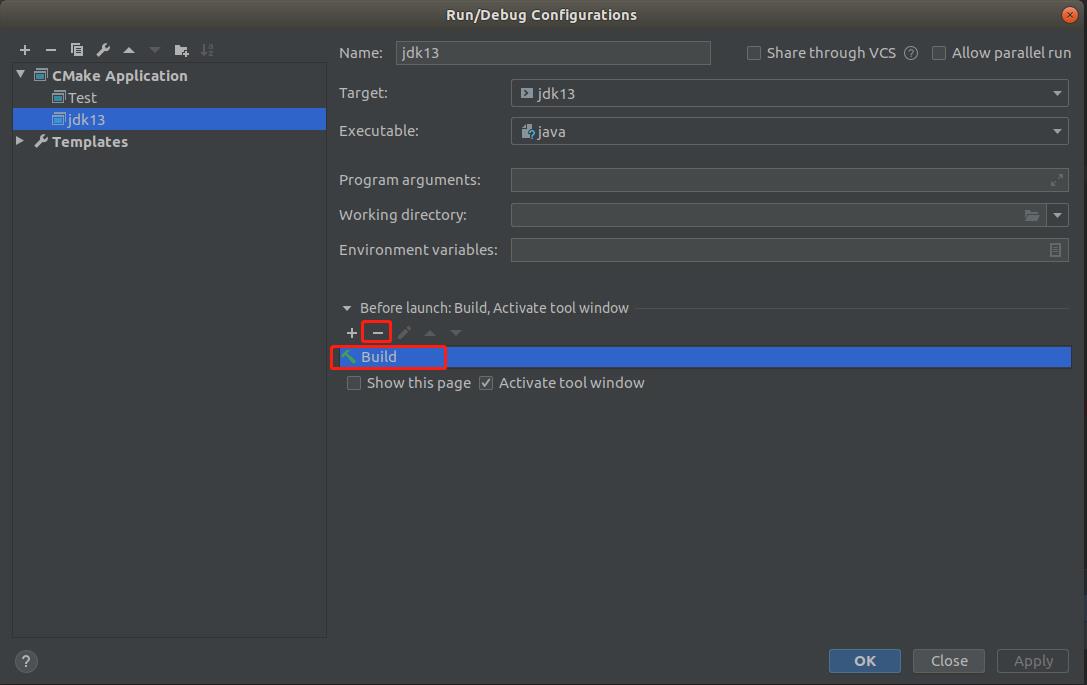 Run/Debug Configurations
Name: jdk13 Share through VCS ? Allow parallel run
CMake Application
Test
jdk13
Templates
Target: jdk13
Executable: java
Program arguments:
Working directory:
Environment variables:
Before launch: Build, Activate tool window
Build
Show this page Activate tool window
? OK Close Apply